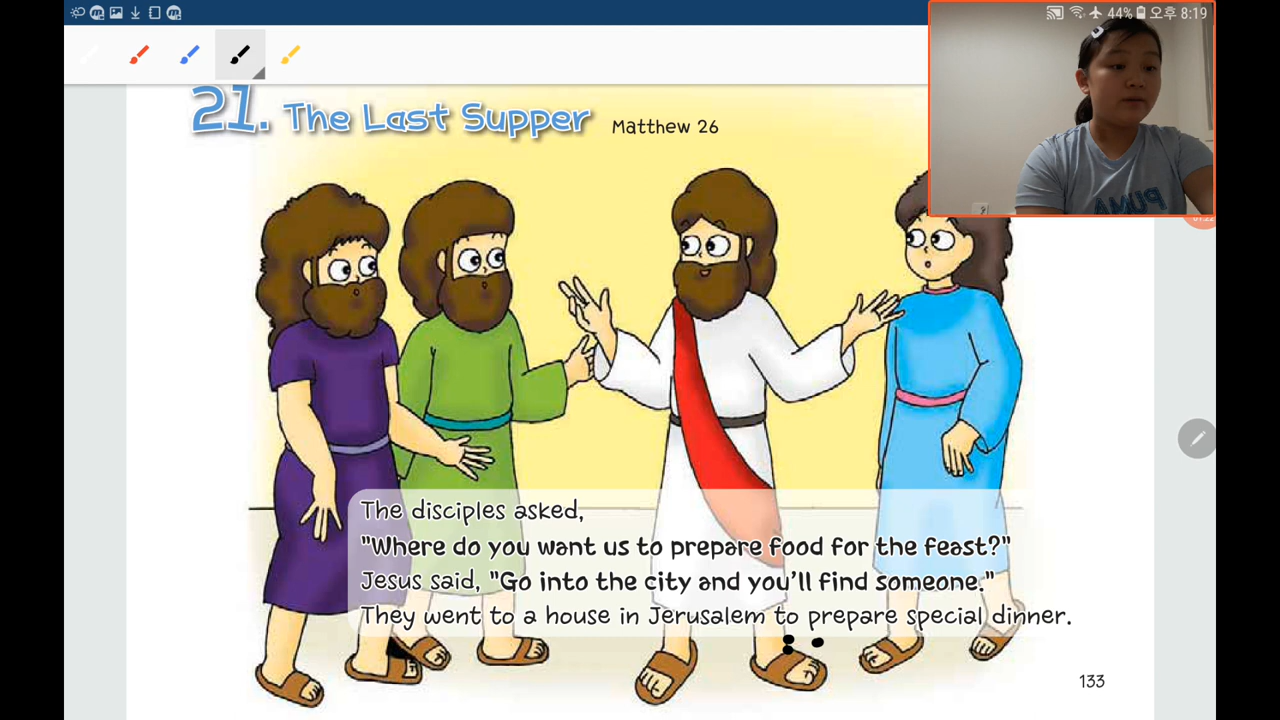 44% 오후 8:19
21. The Last Supper Matthew 26
PUMA
The disciples asked,
"Where do you want us to prepare food for the feast?"
Jesus said, "Go into the city and you'll find someone."
They went to a house in Jerusalem to prepare special dinner.
133